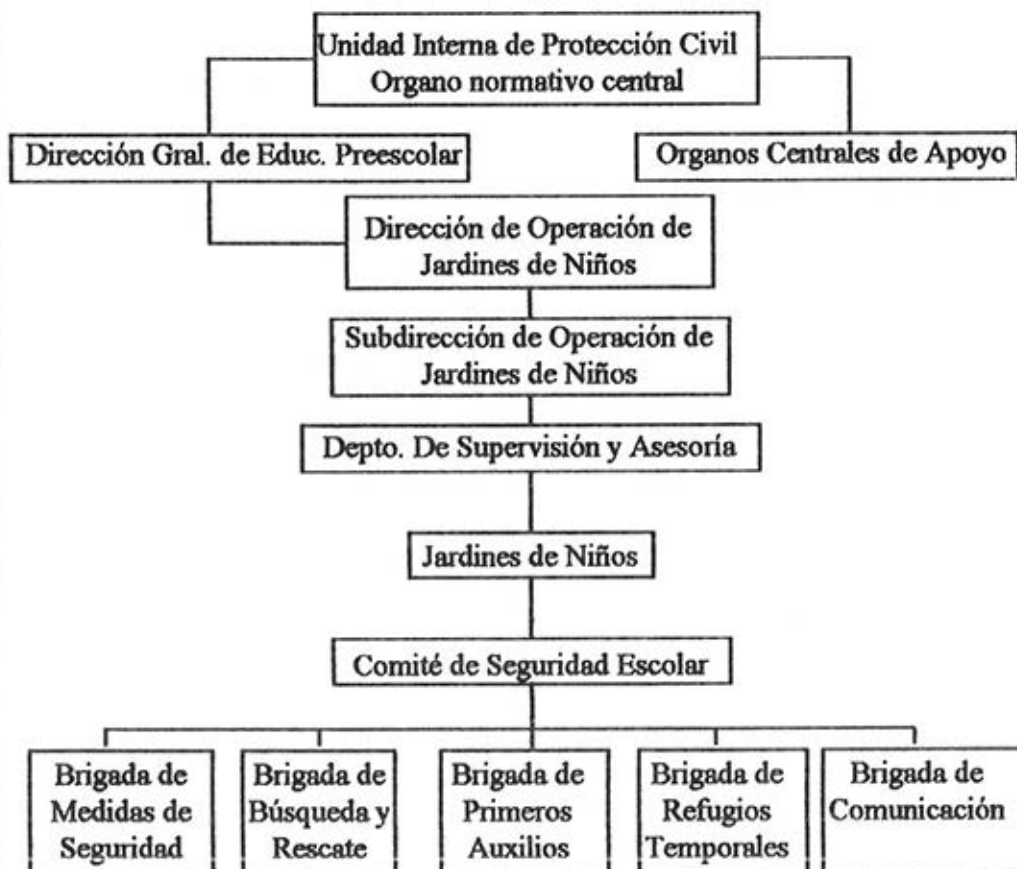 Unidad Interna de Protección Civil
Organo normativo central
Dirección Gral. de Educ. Preescolar
Organos Centrales de Apoyo
Dirección de Operación de
Jardines de Niños
Subdirección de Operación de
Jardines de Niños
Depto. De Supervisión y Asesoría
Jardines de Niños
Comité de Seguridad Escolar
Brigada de
Medidas de
Seguridad
Brigada de
Búsqueda y
Rescate
Brigada de
Primeros
Auxilios
Brigada de
Refugios
Temporales
Brigada de
Comunicación